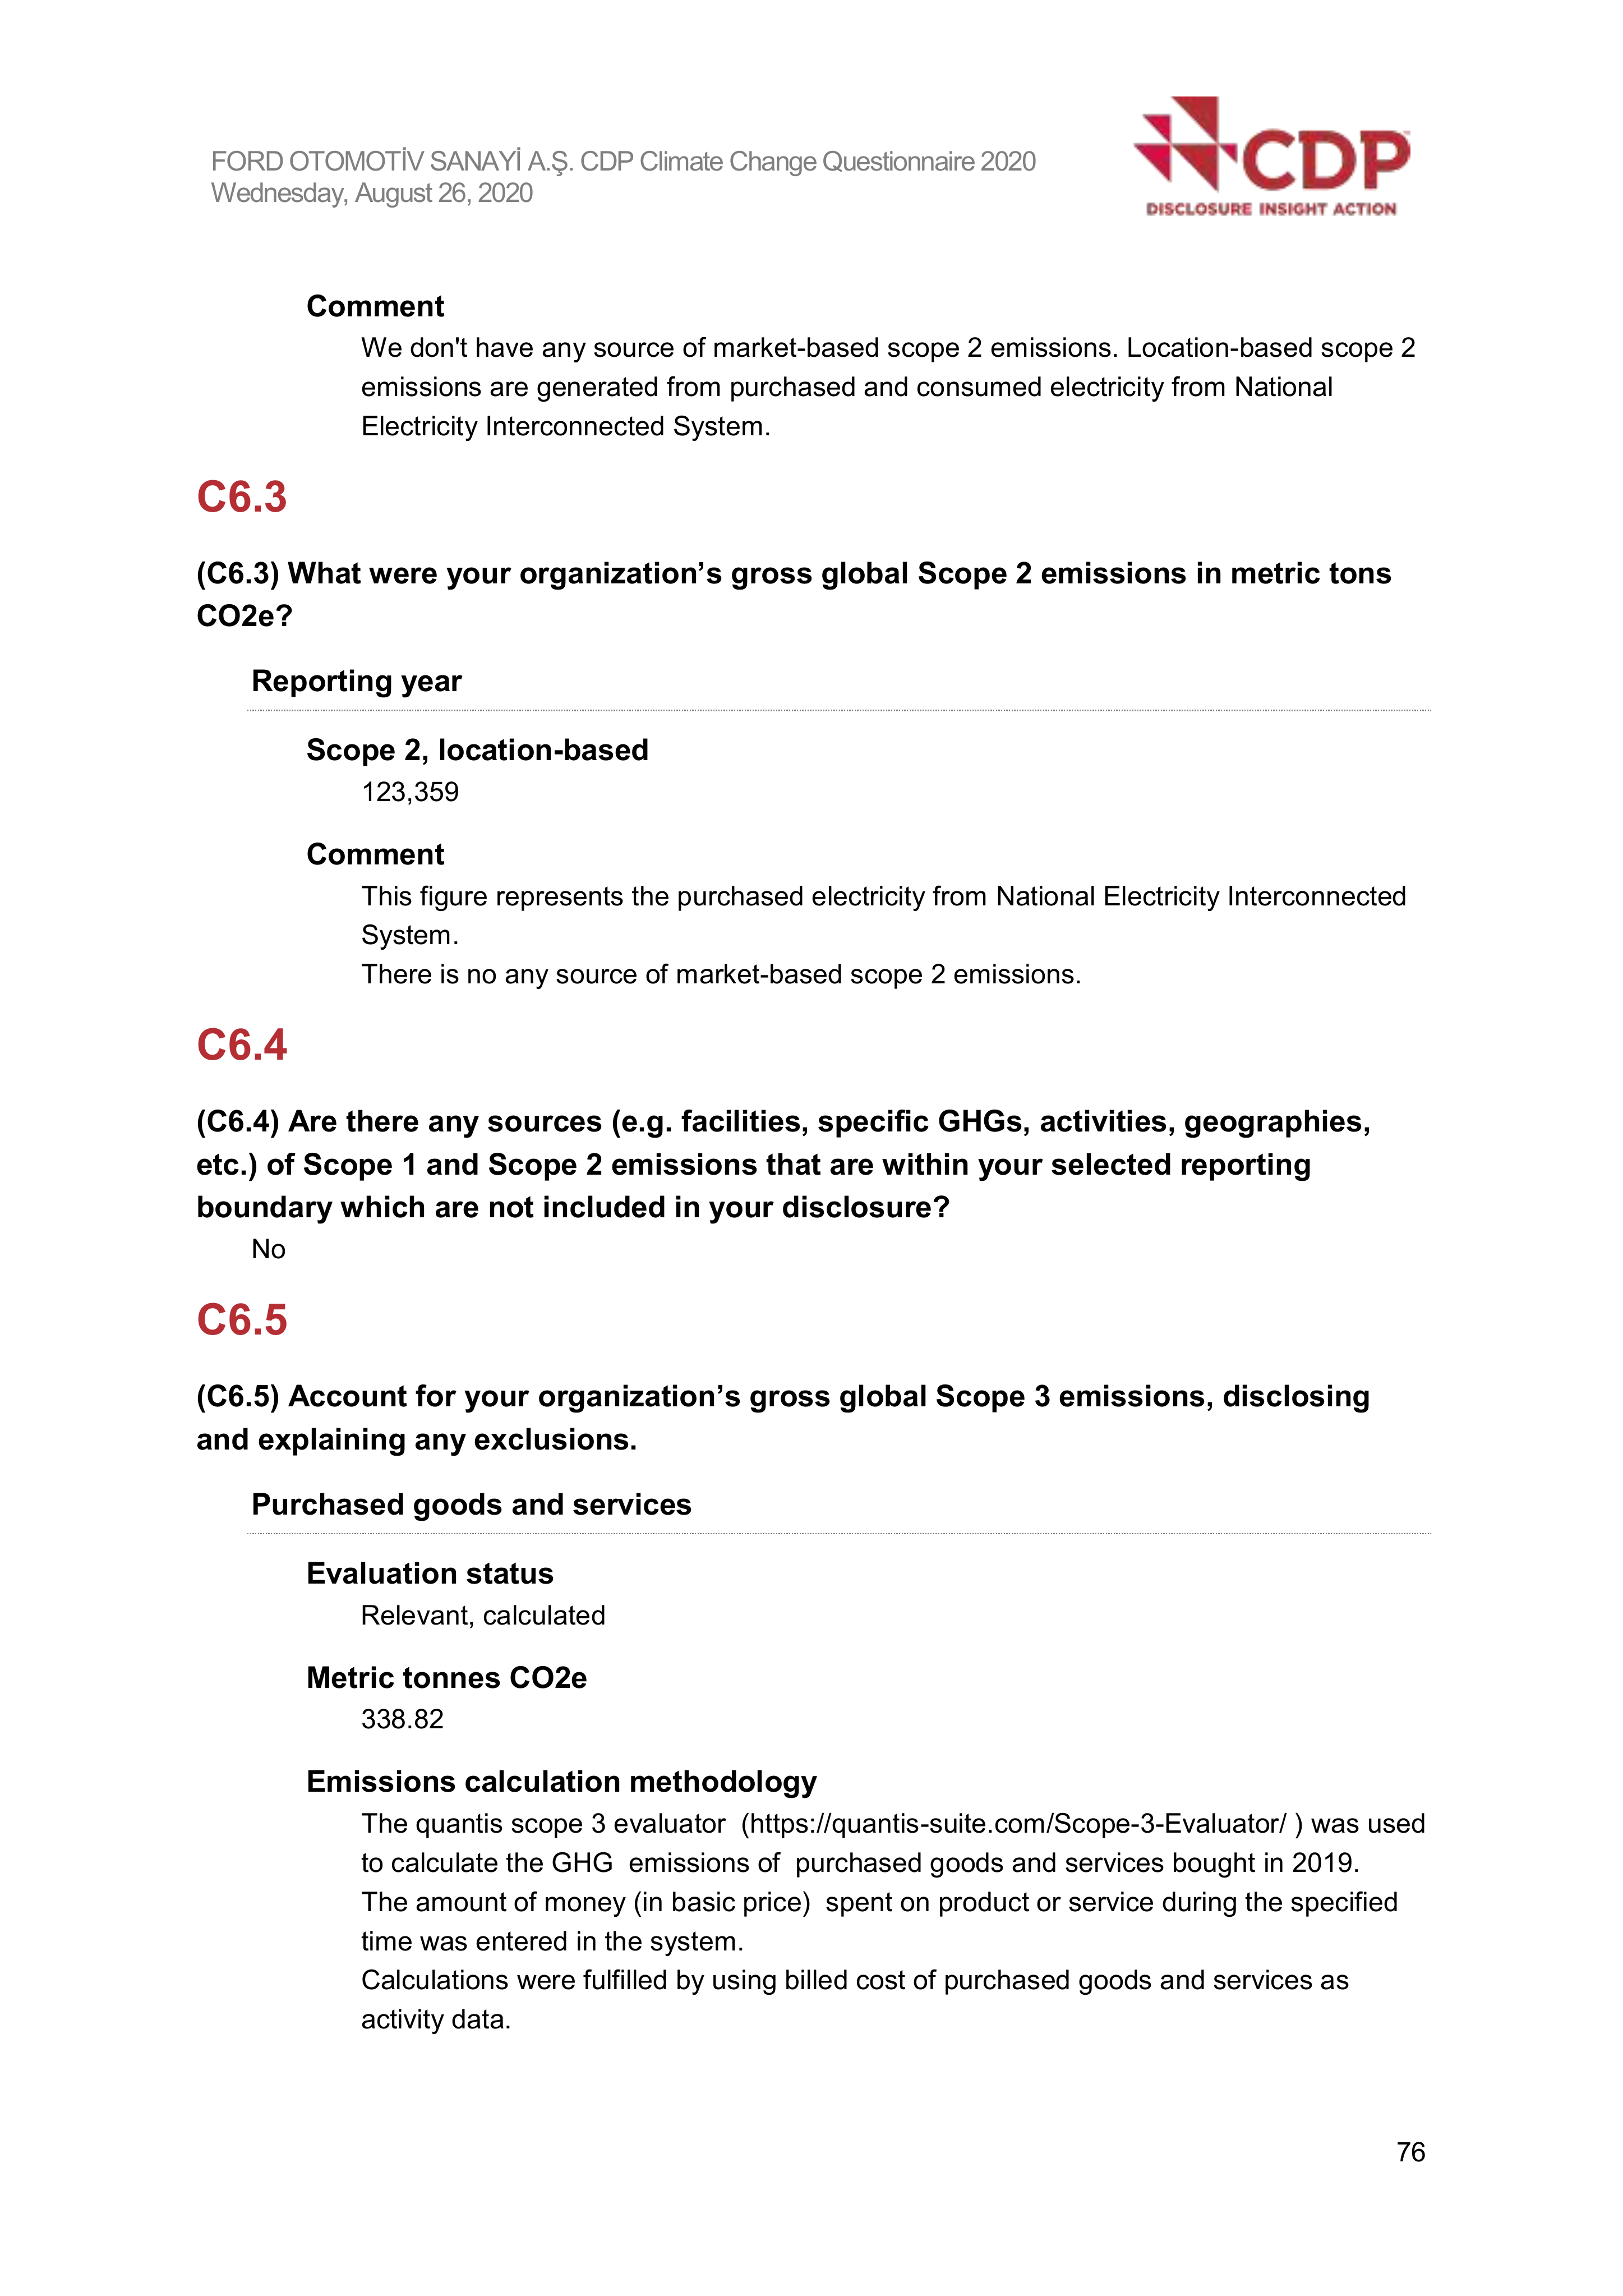 FORD OTOMOTİV SANAYİ A.Ş. CDP Climate Change Questionnaire 2020
Wednesday, August 26, 2020
CDP
DISCLOSURE INSIGHT ACTION
Comment
We don't have any source of market-based scope 2 emissions. Location-based scope 2
emissions are generated from purchased and consumed electricity from National
Electricity Interconnected System.
C6.3
(C6.3) What were your organization’s gross global Scope 2 emissions in metric tons
CO2e?
Reporting year
Scope 2, location-based
123,359
Comment
This figure represents the purchased electricity from National Electricity Interconnected
System.
There is no any source of market-based scope 2 emissions.
C6.4
(C6.4) Are there any sources (e.g. facilities, specific GHGs, activities, geographies,
etc.) of Scope 1 and Scope 2 emissions that are within your selected reporting
boundary which are not included in your disclosure?
No
C6.5
(C6.5) Account for your organization’s gross global Scope 3 emissions, disclosing
and explaining any exclusions.
Purchased goods and services
Evaluation status
Relevant, calculated
Metric tonnes CO2e
338.82
Emissions calculation methodology
The quantis scope 3 evaluator  (https://quantis-suite.com/Scope-3-Evaluator/ ) was used
to calculate the GHG  emissions of  purchased goods and services bought in 2019.
The amount of money (in basic price)  spent on product or service during the specified
time was entered in the system.
Calculations were fulfilled by using billed cost of purchased goods and services as
activity data.
76